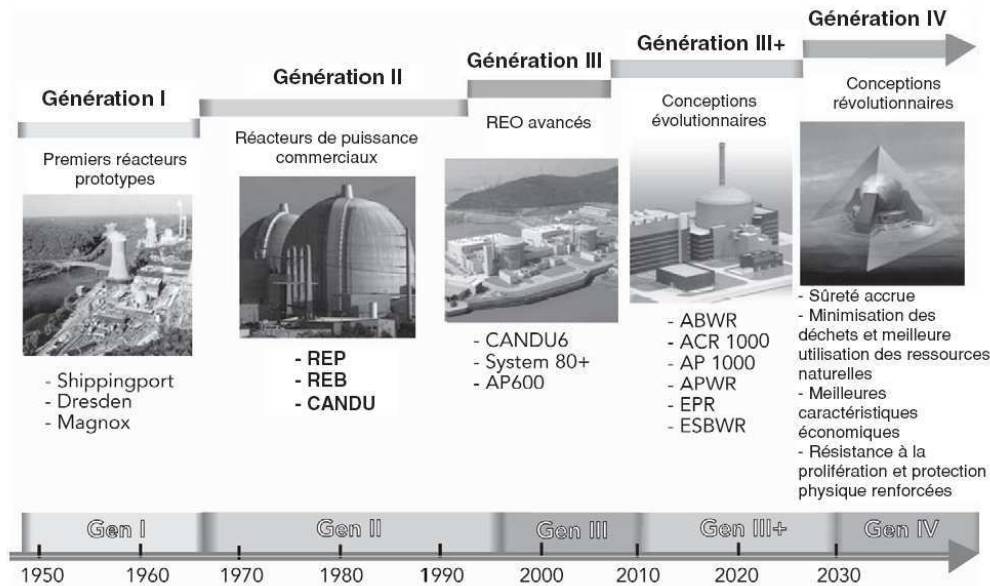 Génération I
Premiers réacteurs
prototypes
- Shippingport
- Dresden
- Magnox
Génération II
Réacteurs de puissance
commerciaux
- REP
- REB
- CANDU
Génération III
REO avancés
- CANDU6
- System 80+
- AP600
Génération III+
Conceptions
évolutionnaires
- ABWR
- ACR 1000
- AP 1000
- APWR
- EPR
- ESBWR
Génération IV
Conceptions
révolutionnaires
- Sûreté accrue
- Minimisation des
déchets et meilleure
utilisation des ressources
naturelles
- Meilleures
caractéristiques
économiques
- Résistance à la
prolifération et protection
physique renforcées
Gen I Gen II Gen III Gen III+ Gen IV
1950 1960 1970 1980 1990 2000 2010 2020 2030